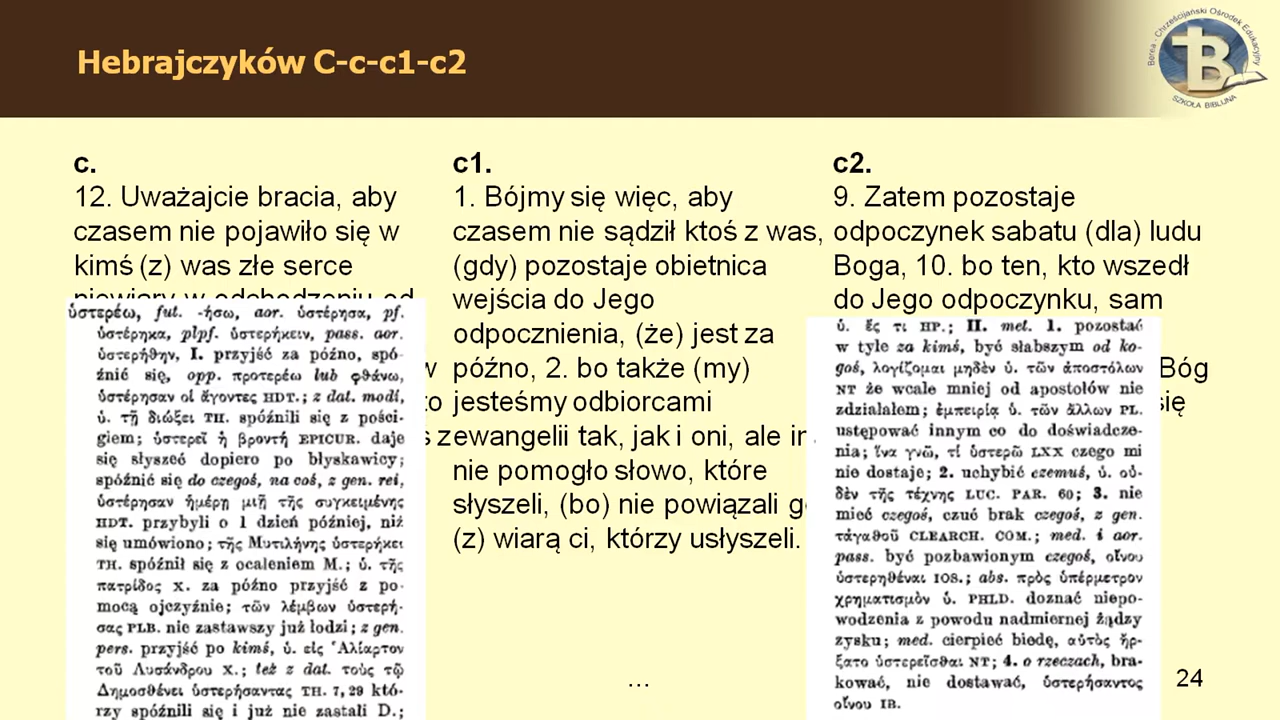 Hebrajczyków C-c-c1-c2
Berea - Chrześcijański Ośrodek Edukacyjny
SZKOŁA BIBLIJNA
c.
12. Uważajcie bracia, aby
czasem nie pojawiło się w
kimś (z) was złe serce
niewiary w odchodzeniu od
ὑστερέω, fut. -ήσω, aor. ὑστέρησα, pf.
ὑστέρηκα, plpf. ὑστερήκειν, pass. aor.
ὑστερήθην, I. przyjść za późno, spó-
źnić się, opp. προτερέω lub φθάνω,
ὑστέρησαν οἱ ἄγοντες HDT.; z dat. modi,
ὑ. τῇ διώξει TH. spóźnili się z pości-
giem; ὑστερεῖ ἡ βροντή EPICUR. daje
się słyszeć dopiero po błyskawicy;
spóźnić się do czegoś, na coś, z gen. rei,
ὑστέρησαν ἡμέρῃ μιῇ τῆς συγκειμένης
HDT. przybyli o 1 dzień później, niż
się umówiono; τῆς Μυτιλήνης ὑστερήκει
TH. spóźnił się z ocaleniem M.; ὑ. τῆς
πατρίδος X. za późno przyjść z po-
mocą ojczyźnie; τῶν λέμβων ὑστερή-
σας PLB. nie zastawszy już łodzi; z gen.
pers. przyjść po kimś, ὑ. εἰς Ἁλίαρτον
τοῦ Λυσάνδρου X.; też z dat. τοὺς τῷ
Δημοσθένει ὑστερήσαντας TH. 7, 29 któ-
rzy spóźnili się i już nie zastali D.;
c1.
1. Bójmy się więc, aby
czasem nie sądził ktoś z was,
(gdy) pozostaje obietnica
wejścia do Jego
odpocznienia, (że) jest za
późno, 2. bo także (my)
jesteśmy odbiorcami
ewangelii tak, jak i oni, ale
nie pomogło słowo, które
słyszeli, (bo) nie powiązali
(z) wiarą ci, którzy usłyszeli.
c2.
9. Zatem pozostaje
odpoczynek sabatu (dla) ludu
Boga, 10. bo ten, kto wszedł
do Jego odpoczynku, sam
Bóg
się
ὑ. ἔς τι HP.; II. met. 1. pozostać
w tyle za kimś, być słabszym od ko-
goś, λογίζομαι μηδὲν ὑ. τῶν ἀποστόλων
NT że wcale mniej od apostołów nie
zdziałałem; ἐμπειρίᾳ ὑ. τῶν ἄλλων PL.
ustępować innym co do doświadcze-
nia; ἵνα γνῶ, τί ὑστερῶ LXX czego mi
nie dostaje; 2. uchybić czemuś, ὑ. οὐ-
δὲν τῆς τέχνης LUC. PAR. 60; 3. nie
mieć czegoś, czuć brak czegoś, z gen.
τἀγαθοῦ CLEARCH. COM.; med. i aor.
pass. być pozbawionym czegoś, οἴνου
ὑστερηθέναι IOS.; abs. πρὸς ὑπέρμετρον
χρηματισμὸν ὑ. PHLD. doznać niepo-
wodzenia z powodu nadmiernej żądzy
zysku; med. cierpieć biedę, αὐτὸς ἤρ-
ξατο ὑστερεῖσθαι NT; 4. o rzeczach, bra-
kować, nie dostawać, ὑστερήσαντος
οἴνου IB.
...
24